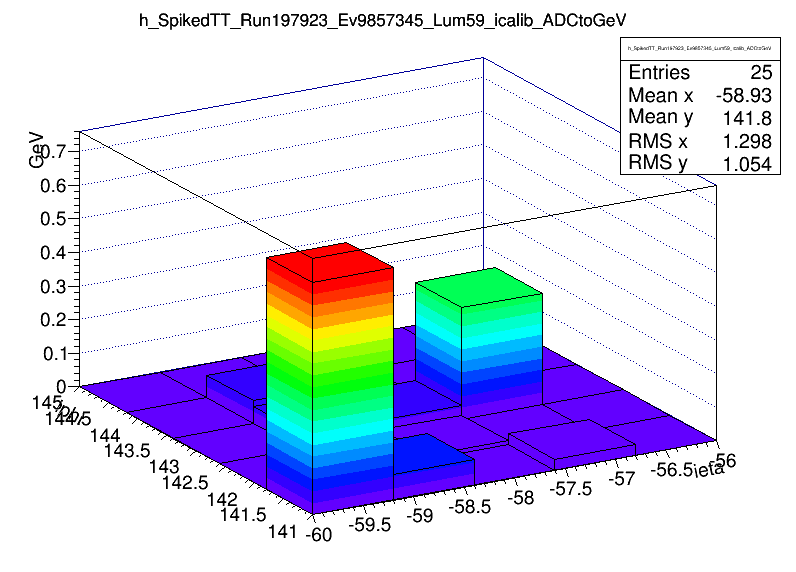 h_SpikedTT_Run197923_Ev9857345_Lum59_icalib_ADCtoGeV
h_SpikedTT_Run197923_Ev9857345_Lum59_icalib_ADCtoGeV
Entries 25
Mean x -58.93
Mean y 141.8
RMS x 1.298
RMS y 1.054
GeV
0.7
0.6
0.5
0.4
0.3
0.2
0.1
0
145
144.5
144
143.5
143
142.5
142
141.5
141
-60
-59.5
-59
-58.5
-58
-57.5
-57
-56.5
-56
ieta